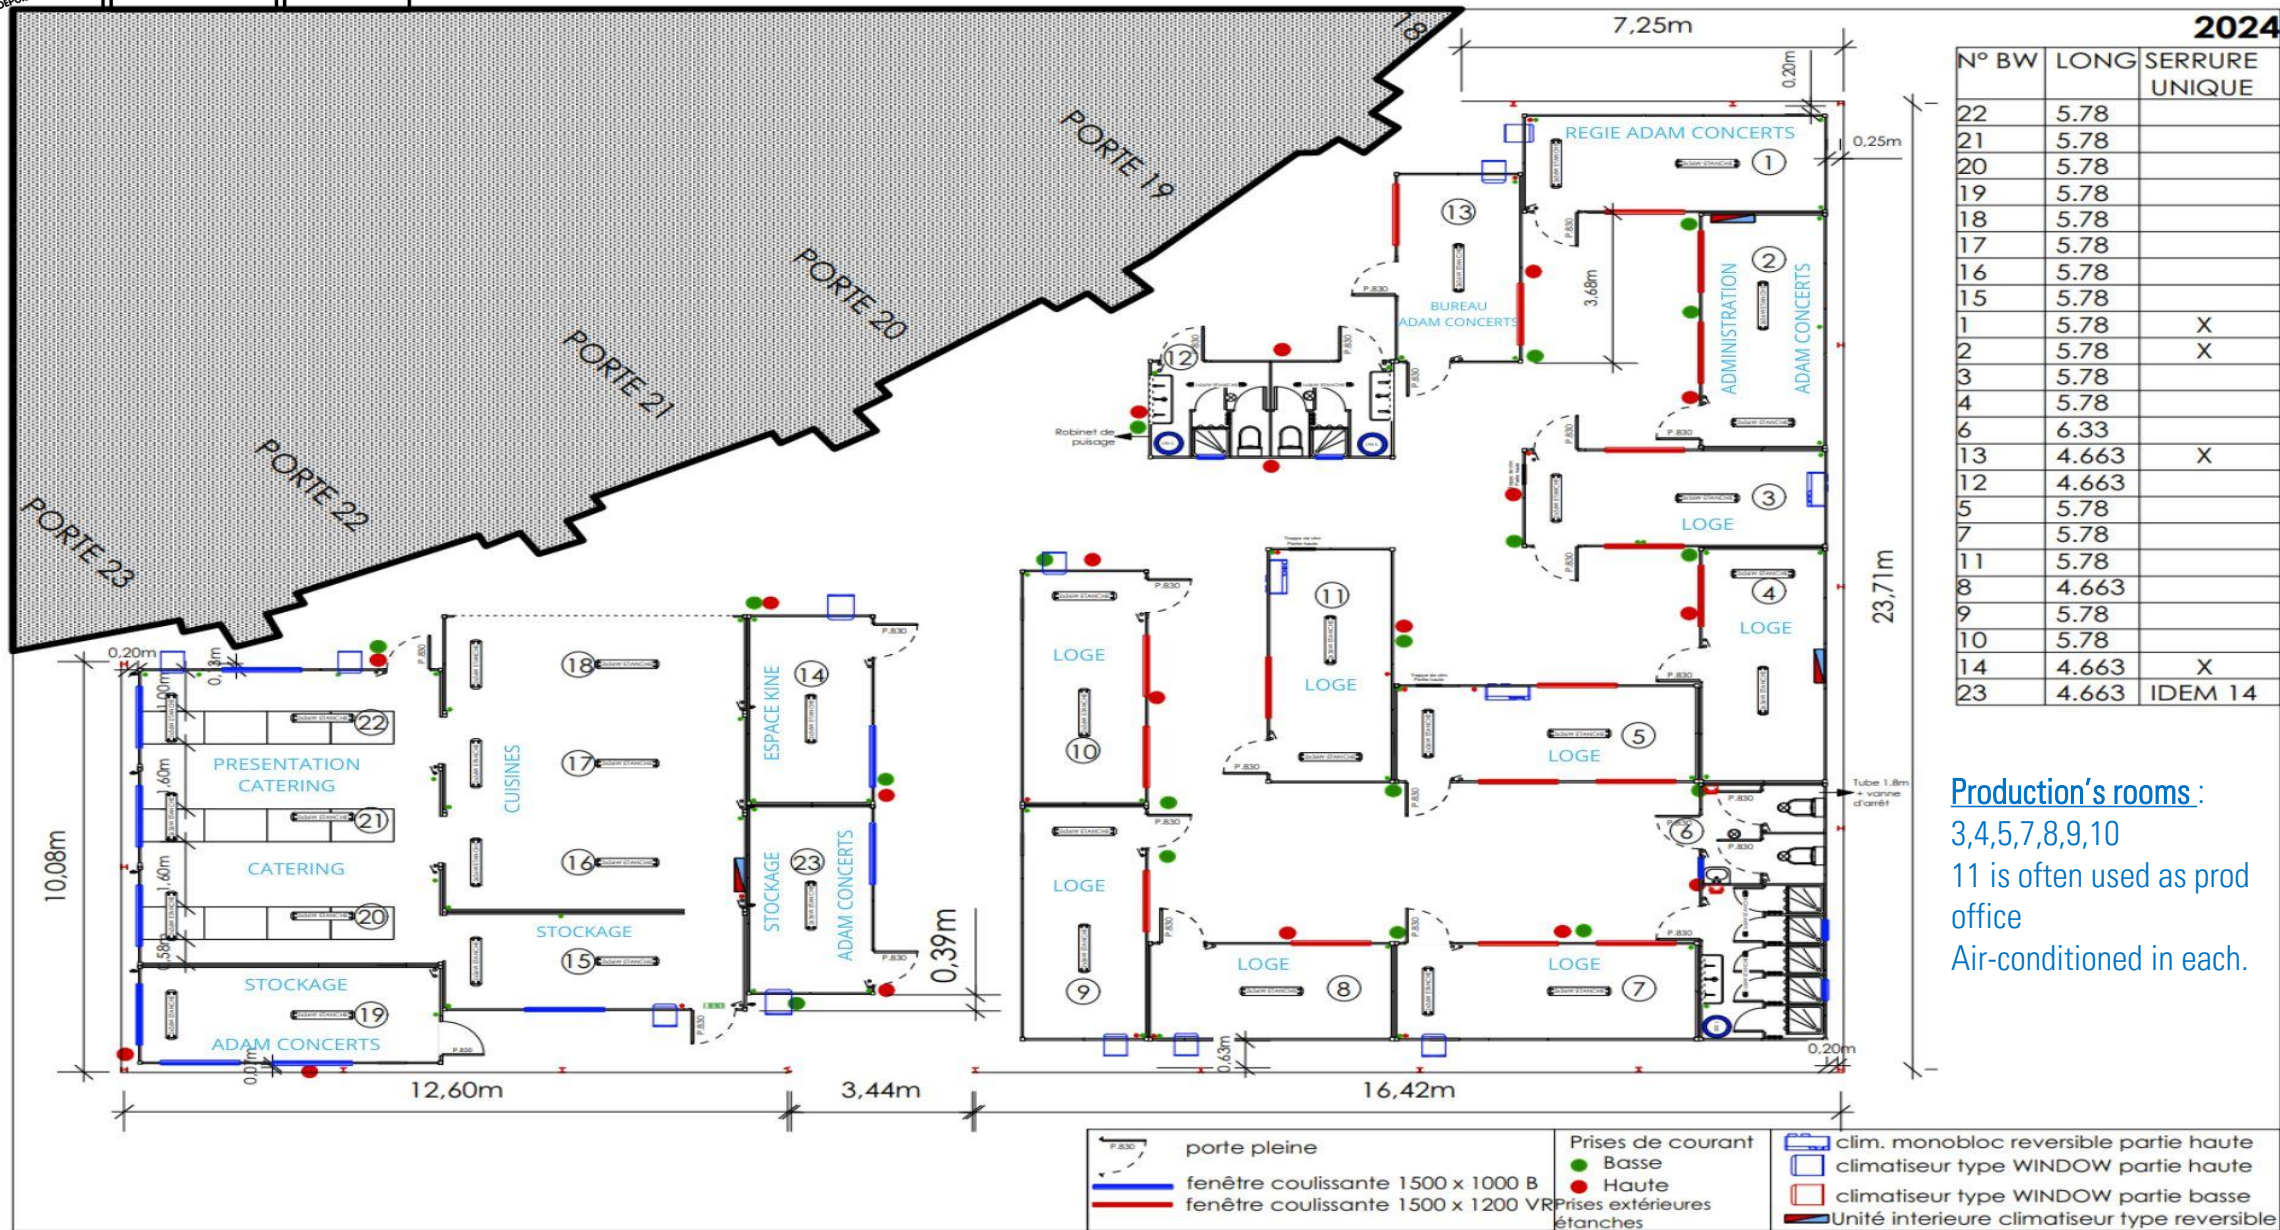 2024
N° BW LONG SERRURE UNIQUE
22 5.78
21 5.78
20 5.78
19 5.78
18 5.78
17 5.78
16 5.78
15 5.78
1 5.78 X
2 5.78 X
3 5.78
4 5.78
6 6.33
13 4.663 X
12 4.663
5 5.78
7 5.78
11 5.78
8 4.663
9 5.78
10 5.78
14 4.663 X
23 4.663 IDEM 14
Production's rooms :
3,4,5,7,8,9,10
11 is often used as prod
office
Air-conditioned in each.
18
PORTE 19
PORTE 20
PORTE 21
PORTE 22
PORTE 23
7,25m
0,20m
0,25m
REGIE ADAM CONCERTS
1
13
BUREAU
ADAM CONCERTS
3,68m
2
ADMINISTRATION
ADAM CONCERTS
12
Robinet de
puisage
3
LOGE
4
LOGE
23,71m
11
LOGE
10
LOGE
5
LOGE
6
Tube 1.8m
+ vanne
d'arrêt
9
LOGE
8
LOGE
7
LOGE
0,20m
0,63m
18
17
16
CUISINES
14
ESPACE KINE
23
STOCKAGE
ADAM CONCERTS
0,39m
STOCKAGE
15
0,20m
1,00m
22
PRESENTATION
CATERING
1,60m
21
CATERING
1,60m
20
STOCKAGE
19
ADAM CONCERTS
0,07m
10,08m
12,60m
3,44m
16,42m
P.830
porte pleine
fenêtre coulissante 1500 x 1000 B
fenêtre coulissante 1500 x 1200 VR
Prises de courant
Basse
Haute
Prises extérieures
étanches
clim. monobloc reversible partie haute
climatiseur type WINDOW partie haute
climatiseur type WINDOW partie basse
Unité interieure climatiseur type reversible